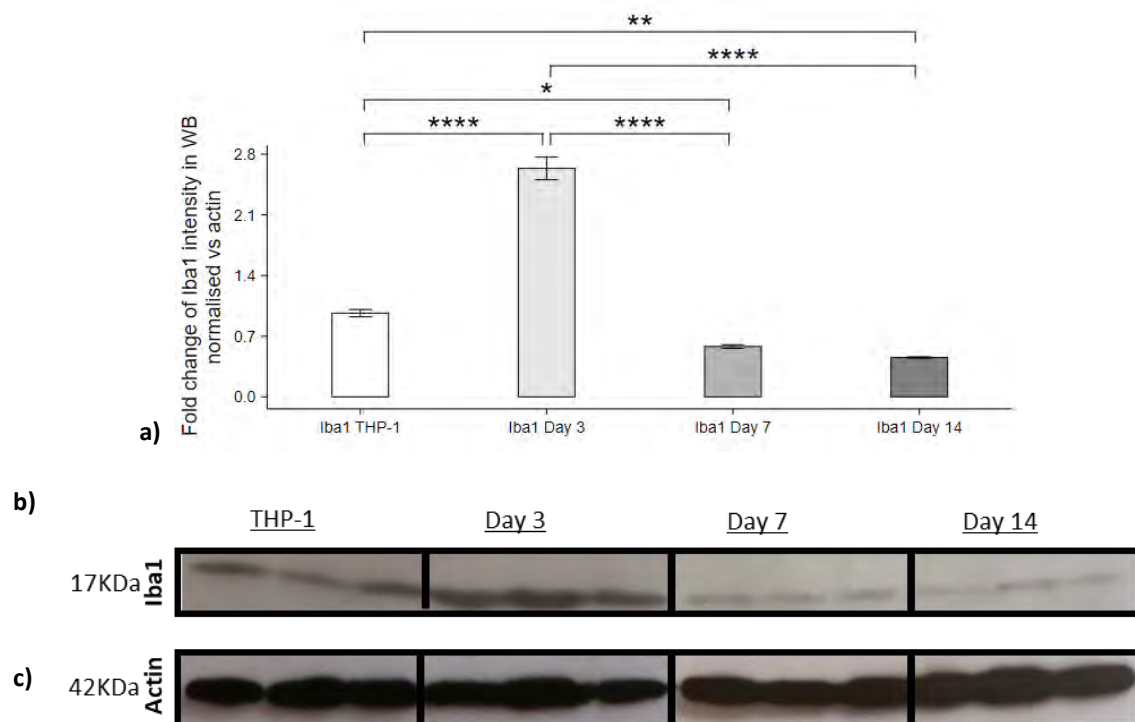 **
****
*
**** ****
Fold change of Iba1 intensity in WB
normalised vs actin
2.8
2.1
1.4
0.7
0.0
Iba1 THP-1 Iba1 Day 3 Iba1 Day 7 Iba1 Day 14
a)
b)
THP-1 Day 3 Day 7 Day 14
17KDa Iba1
c) 42KDa Actin